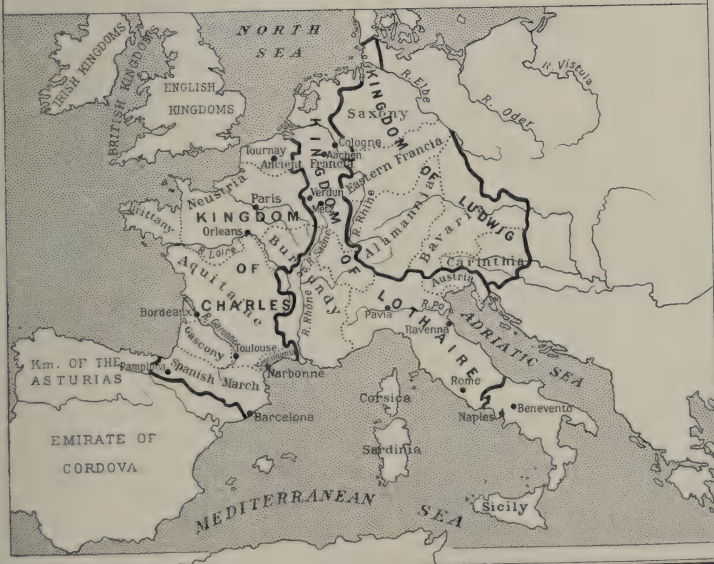 NORTH
SEA
IRISH KINGDOMS
BRITISH KINGDOMS
ENGLISH
KINGDOMS
R. Elbe
R. Vistula
R. Oder
KINGDOM OF LUDWIG
Saxony
Cologne
Aachen
Tournay
Ancient Francia
Eastern Francia
KINGDOM OF LOTHAIRE
Neustria
Verdun
Metz
Paris
R. Rhine
Brittany
KINGDOM
OF
CHARLES
Orleans
R. Loire
Burgundy
R. Saône
Alamannia
Bavaria
Carinthia
Austria
Aquitaine
R. Rhône
Pavia
R. Po
Ravenna
ADRIATIC SEA
Bordeaux
R. Garonne
Gascony
Toulouse
Septimania
Narbonne
Km. OF THE
ASTURIAS
Pamplona
Spanish March
Barcelona
Corsica
Rome
Naples
Benevento
EMIRATE OF
CORDOVA
Sardinia
Sicily
MEDITERRANEAN SEA